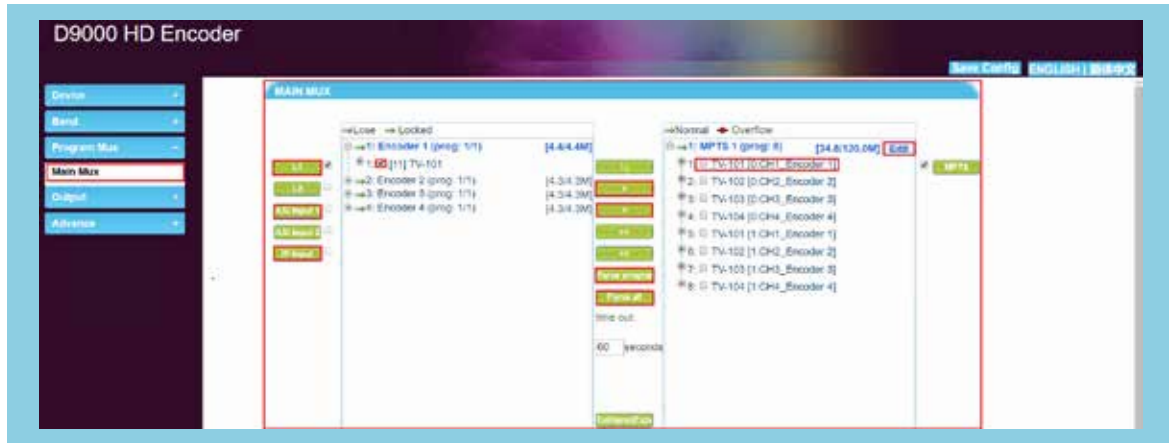 D9000 HD Encoder
Save Config ENGLISH | 简体中文
Device
Band
Program Mux
Main Mux
Output
Advance
MAIN MUX
Lose Locked
1: Encoder 1 (prog: 1/1) [4.4/4.4M]
1: [11] TV-101
2: Encoder 2 (prog: 1/1) [4.3/4.3M]
3: Encoder 3 (prog: 1/1) [4.3/4.3M]
4: Encoder 4 (prog: 1/1) [4.3/4.3M]
Parse all
time out:
60 seconds
Normal Overflow
1: MPTS 1 (prog: 8) [34.8/120.0M] Edit
1: TV-101 [0:CH1_Encoder 1]
2: TV-102 [0:CH2_Encoder 2]
3: TV-103 [0:CH3_Encoder 3]
4: TV-104 [0:CH4_Encoder 4]
5: TV-101 [1:CH1_Encoder 1]
6: TV-102 [1:CH2_Encoder 2]
7: TV-103 [1:CH3_Encoder 3]
8: TV-104 [1:CH4_Encoder 4]
MPTS